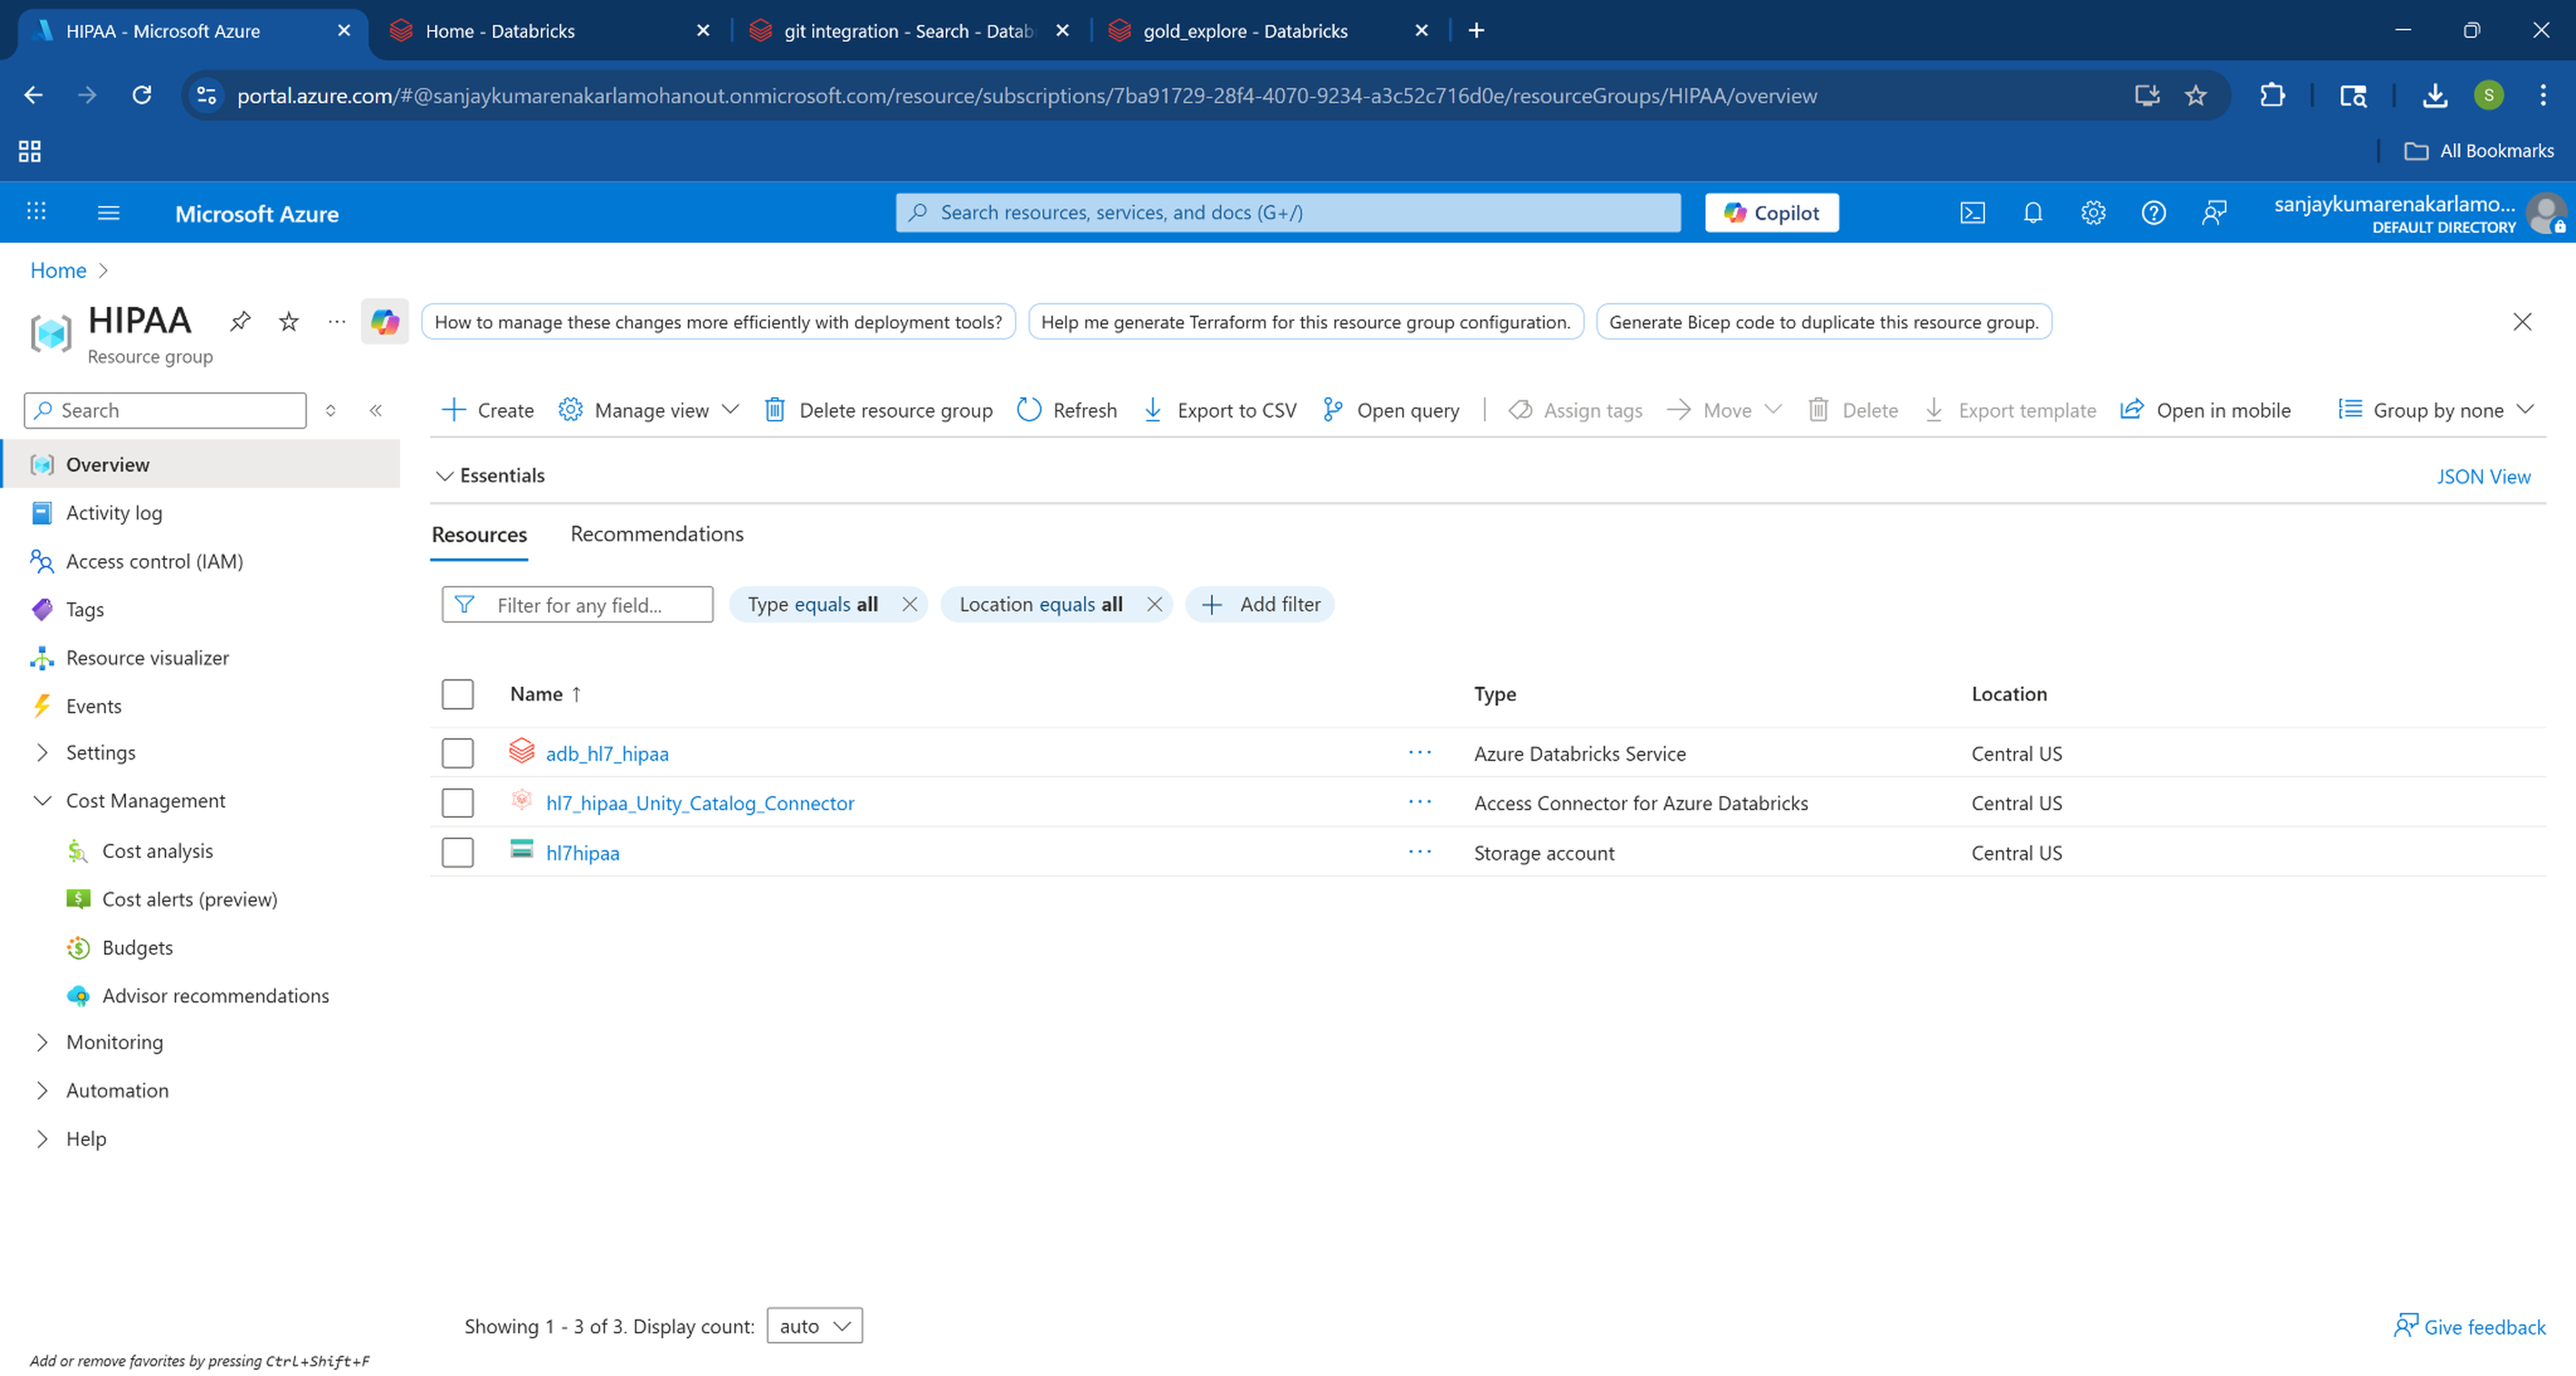 HIPAA - Microsoft Azure
Home - Databricks
git integration - Search - Datab
gold_explore - Databricks
portal.azure.com/#@sanjaykumarenakarlamohanout.onmicrosoft.com/resource/subscriptions/7ba91729-28f4-4070-9234-a3c52c716d0e/resourceGroups/HIPAA/overview
S
All Bookmarks
Microsoft Azure
Search resources, services, and docs (G+/)
Copilot
sanjaykumarenakarlamo...
DEFAULT DIRECTORY
Home
HIPAA
Resource group
How to manage these changes more efficiently with deployment tools?
Help me generate Terraform for this resource group configuration.
Generate Bicep code to duplicate this resource group.
Search
Create
Manage view
Delete resource group
Refresh
Export to CSV
Open query
Assign tags
Move
Delete
Export template
Open in mobile
Group by none
Overview
Activity log
Access control (IAM)
Tags
Resource visualizer
Events
Settings
Cost Management
Cost analysis
Cost alerts (preview)
Budgets
Advisor recommendations
Monitoring
Automation
Help
Essentials
JSON View
Resources
Recommendations
Filter for any field...
Type equals all
Location equals all
Add filter
Name ↑
Type
Location
adb_hl7_hipaa
Azure Databricks Service
Central US
hl7_hipaa_Unity_Catalog_Connector
Access Connector for Azure Databricks
Central US
hl7hipaa
Storage account
Central US
Showing 1 - 3 of 3. Display count:
auto
Give feedback
Add or remove favorites by pressing Ctrl+Shift+F